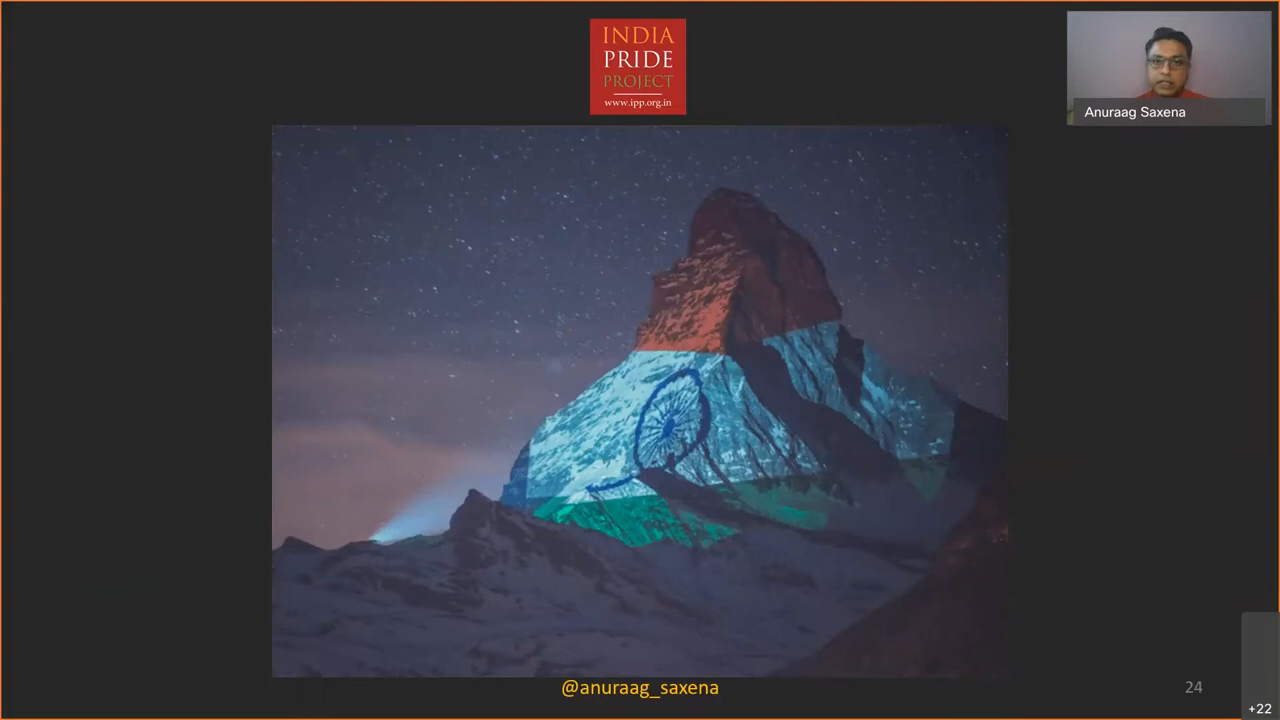 INDIA
PRIDE
PROJECT
www.ipp.org.in
Anuraag Saxena
@anuraag_saxena
24
+22